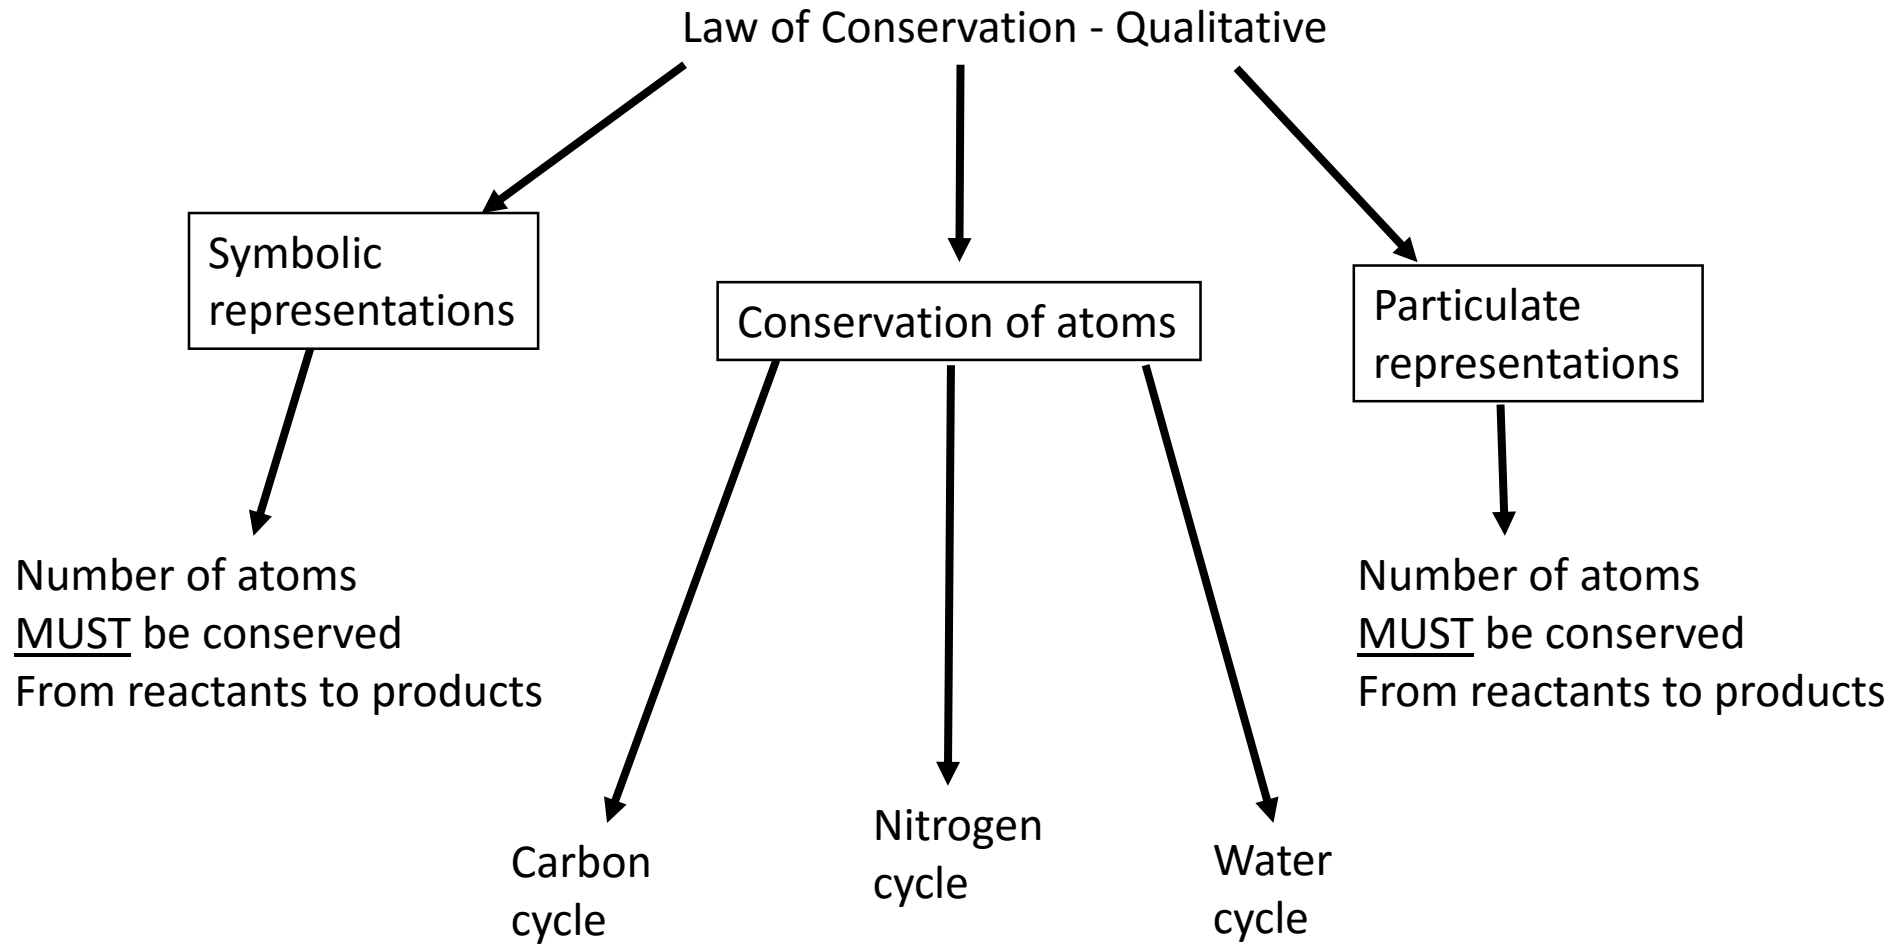 Law of Conservation - Qualitative
Symbolic
representations
Conservation of atoms
Particulate
representations
Number of atoms
MUST be conserved
From reactants to products
Number of atoms
MUST be conserved
From reactants to products
Carbon
cycle
Nitrogen
cycle
Water
cycle